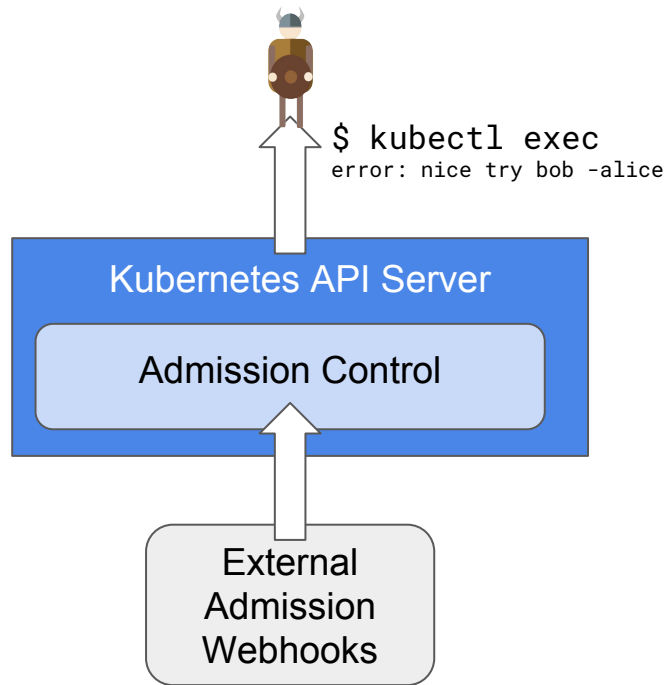 $ kubectl exec
error: nice try bob -alice
Kubernetes API Server
Admission Control
External
Admission
Webhooks